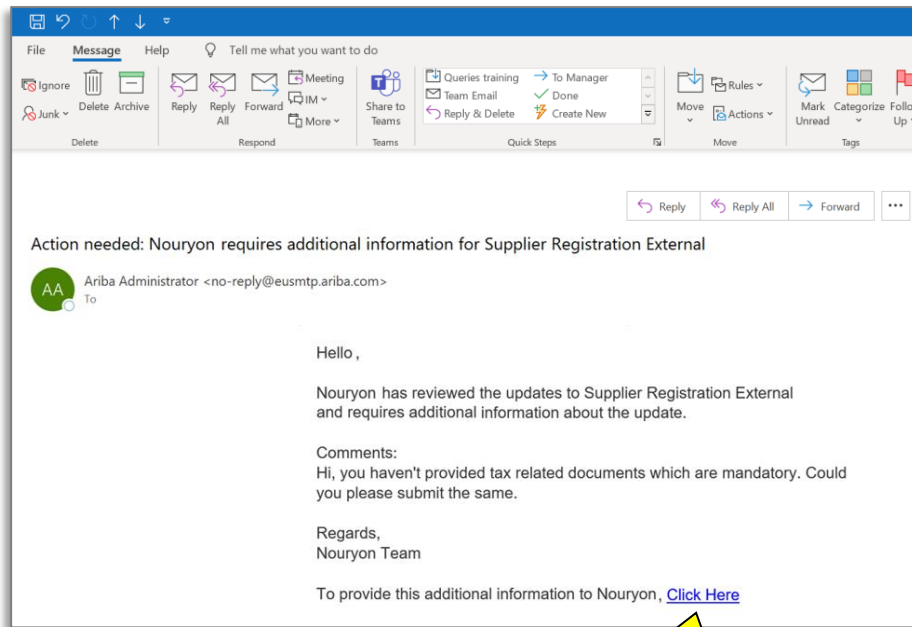 File Message Help Tell me what you want to do
Ignore
Junk
Delete Archive
Reply Reply All Forward
Meeting
IM
More
Share to Teams
Queries training To Manager
Team Email Done
Reply & Delete Create New
Move
Rules
Actions
Mark Unread Categorize
Delete Respond Teams Quick Steps Move Tags
Reply Reply All Forward
Action needed: Nouryon requires additional information for Supplier Registration External
AA
Ariba Administrator <no-reply@eusmtp.ariba.com>
To
Hello ,
Nouryon has reviewed the updates to Supplier Registration External
and requires additional information about the update.
Comments:
Hi, you haven't provided tax related documents which are mandatory. Could
you please submit the same.
Regards,
Nouryon Team
To provide this additional information to Nouryon, Click Here